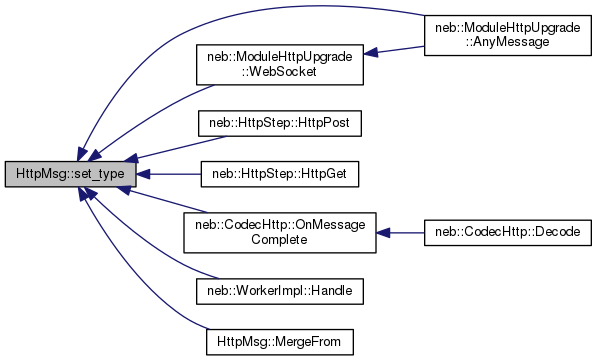 neb::ModuleHttpUpgrade
::AnyMessage
neb::ModuleHttpUpgrade
::WebSocket
neb::HttpStep::HttpPost
HttpMsg::set_type
neb::HttpStep::HttpGet
neb::CodecHttp::OnMessage
Complete
neb::CodecHttp::Decode
neb::WorkerImpl::Handle
HttpMsg::MergeFrom